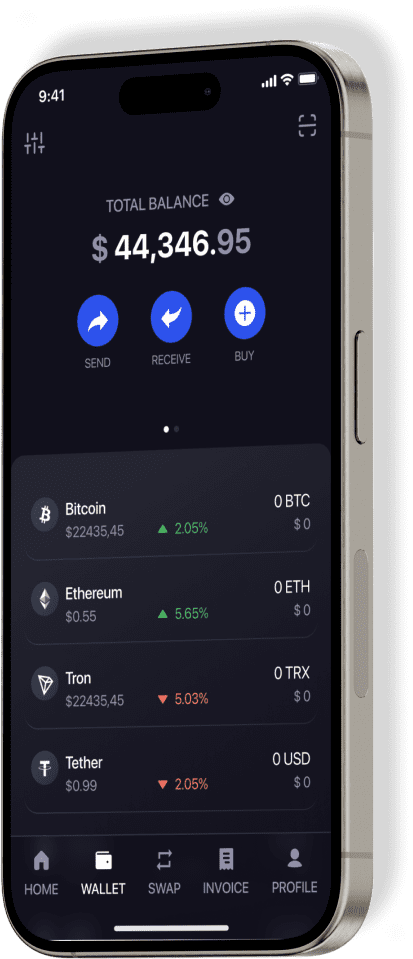 9:41
TOTAL BALANCE
$ 44,346.95
SEND RECEIVE BUY
Bitcoin 0 BTC
$22435,45 2.05% $ 0
Ethereum 0 ETH
$0.55 5.65% $ 0
Tron 0 TRX
$22435,45 5.03% $ 0
Tether 0 USD
$0.99 2.05% $ 0
HOME WALLET SWAP INVOICE PROFILE